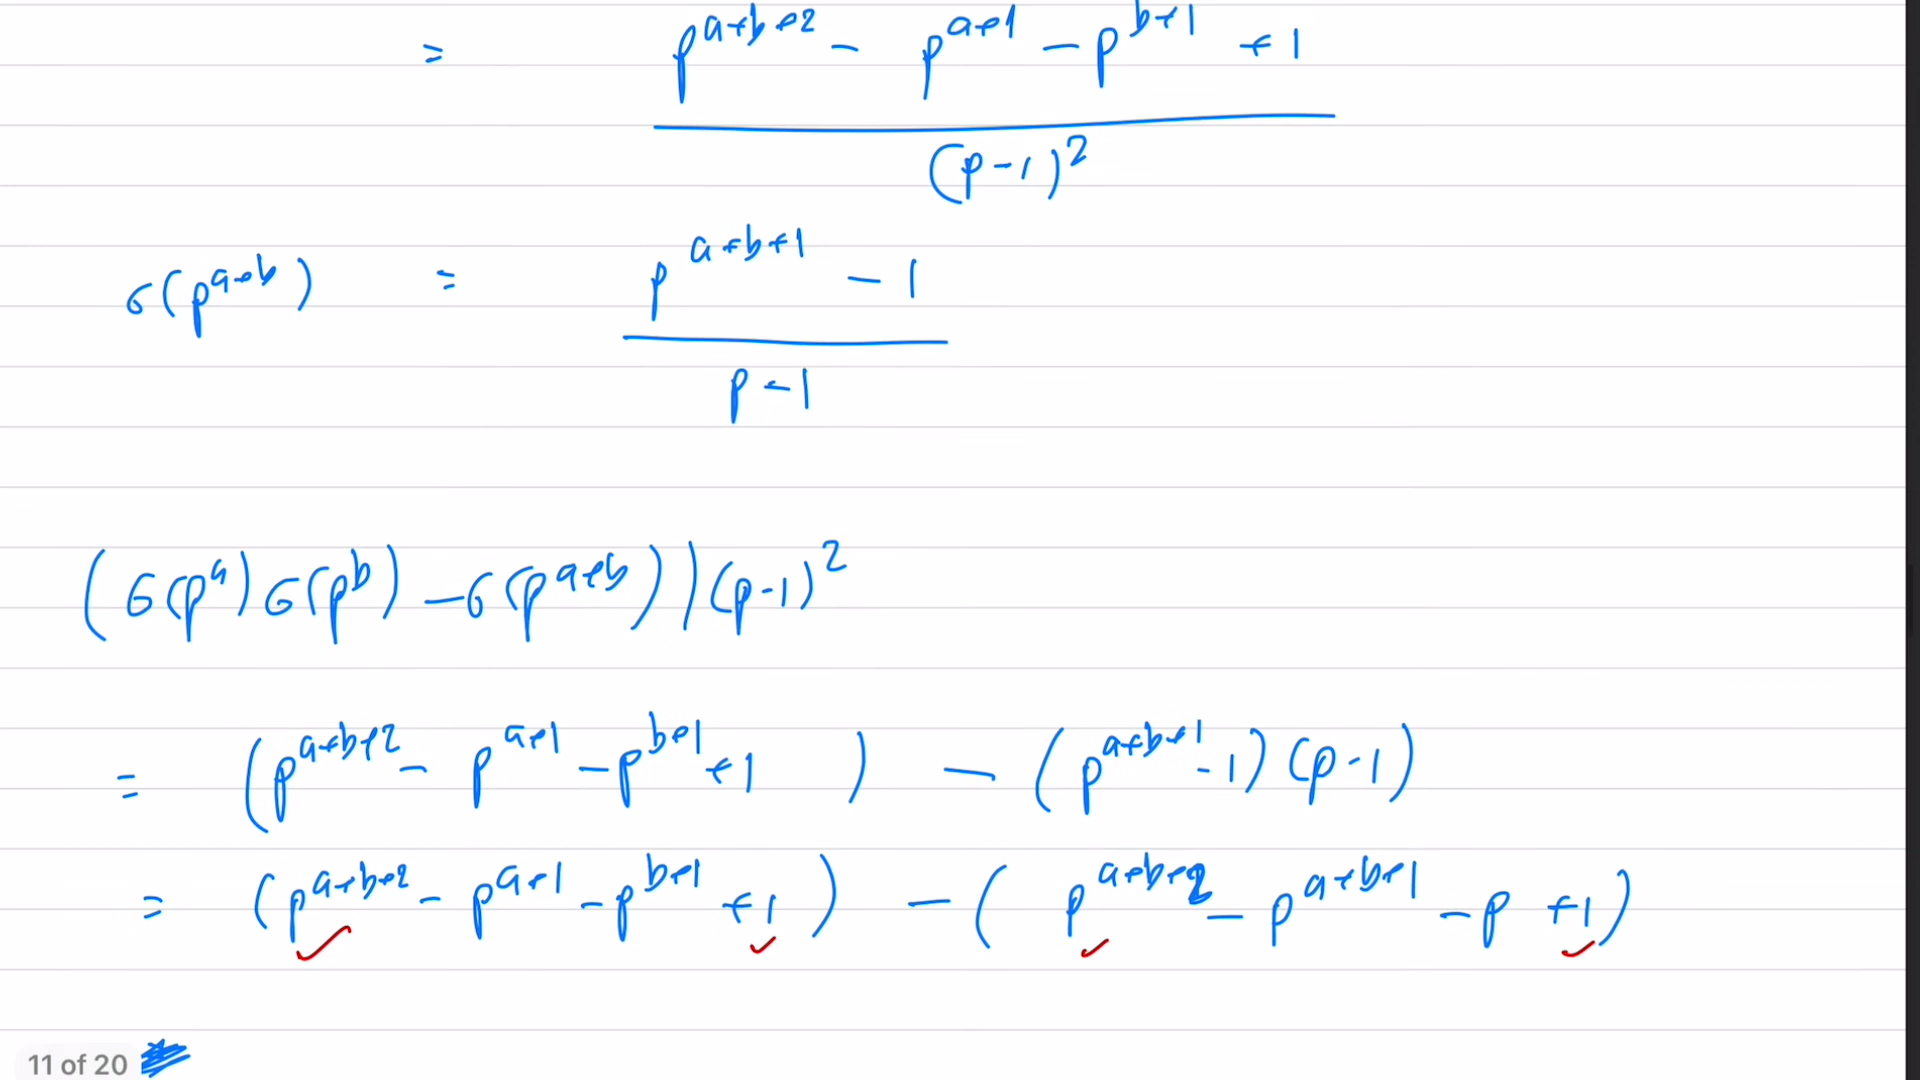 = p^{a+b+2} - p^{a+1} - p^{b+1} + 1
(p-1)^2
σ(p^{a+b}) = p^{a+b+1} - 1
p-1
(σ(p^a) σ(p^b) - σ(p^{a+b}))(p-1)^2
= (p^{a+b+2} - p^{a+1} - p^{b+1} + 1) - (p^{a+b+1} - 1)(p-1)
= (p^{a+b+2} - p^{a+1} - p^{b+1} + 1) - (p^{a+b+2} - p^{a+b+1} - p + 1)
11 of 20